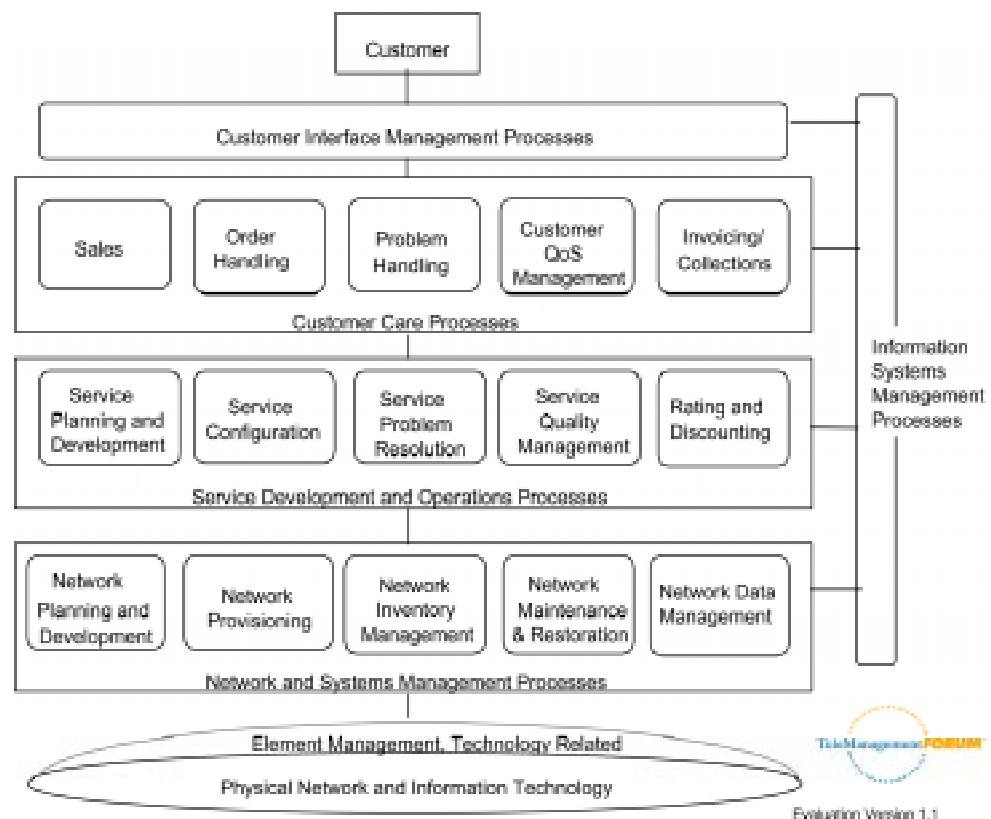 Customer
Customer Interface Management Processes
Sales
Order
Handling
Problem
Handling
Customer
QoS
Management
Invoicing/
Collections
Customer Care Processes
Service
Planning and
Development
Service
Configuration
Service
Problem
Resolution
Service
Quality
Management
Rating and
Discounting
Service Development and Operations Processes
Network
Planning and
Development
Network
Provisioning
Network
Inventory
Management
Network
Maintenance
& Restoration
Network Data
Management
Network and Systems Management Processes
Information
Systems
Management
Processes
Element Management, Technology Related
Physical Network and Information Technology
TeleManagementFORUM
Evaluation Version 1.1